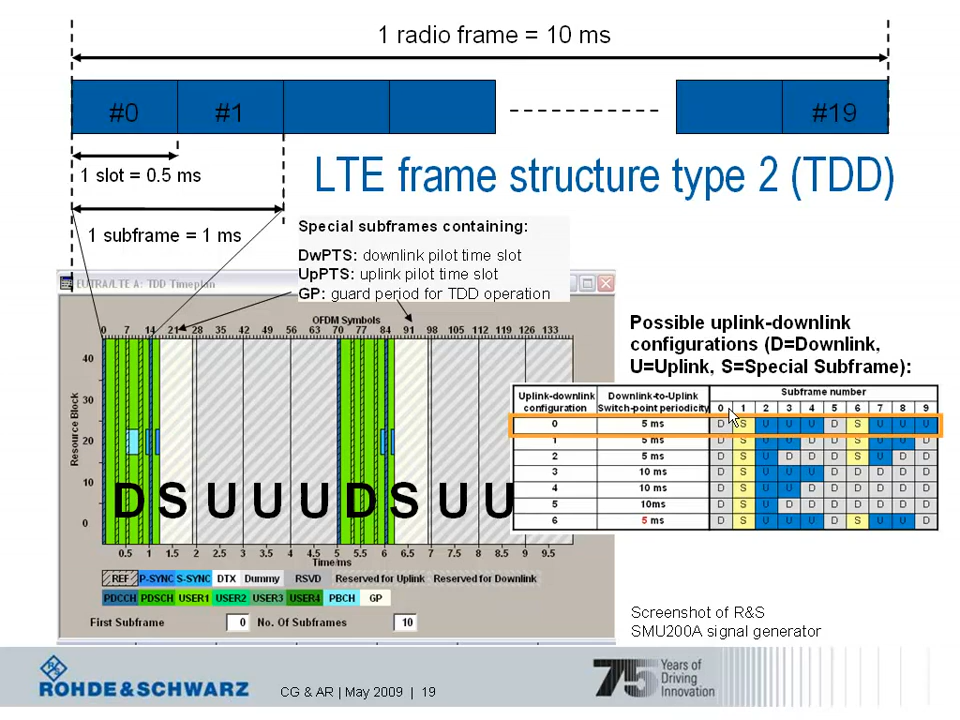 1 radio frame = 10 ms
#0 #1 #19
1 slot = 0.5 ms
LTE frame structure type 2 (TDD)
1 subframe = 1 ms
Special subframes containing:
DwPTS: downlink pilot time slot
UpPTS: uplink pilot time slot
GP: guard period for TDD operation
EUTRA/LTE A: TDD Timeplan
OFDM Symbols
0 7 14 21 28 35 42 49 56 63 70 77 84 91 98 105 112 119 126 133
Resource Block
40
30
20
10
0
D S U U U D S U U
0.5 1 1.5 2 2.5 3 3.5 4 4.5 5 5.5 6 6.5 7 7.5 8 8.5 9 9.5
Time/ms
REF P-SYNC S-SYNC DTX Dummy RSVD Reserved for Uplink Reserved for Downlink
PDCCH PDSCH USER1 USER2 USER3 USER4 PBCH GP
First Subframe 0 No. Of Subframes 10
Possible uplink-downlink
configurations (D=Downlink,
U=Uplink, S=Special Subframe):
Uplink-downlink configuration Downlink-to-Uplink Switch-point periodicity Subframe number
0 1 2 3 4 5 6 7 8 9
0 5 ms D S U U U D S U U U
1 5 ms D S U U D D S U U D
2 5 ms D S U D D D S U D D
3 10 ms D S U U U D D D D D
4 10 ms D S U U D D D D D D
5 10ms D S U D D D D D D D
6 5 ms D S U U U D S U U D
Screenshot of R&S
SMU200A signal generator
R&S
ROHDE&SCHWARZ
CG & AR | May 2009 | 19
75 Years of
Driving
Innovation